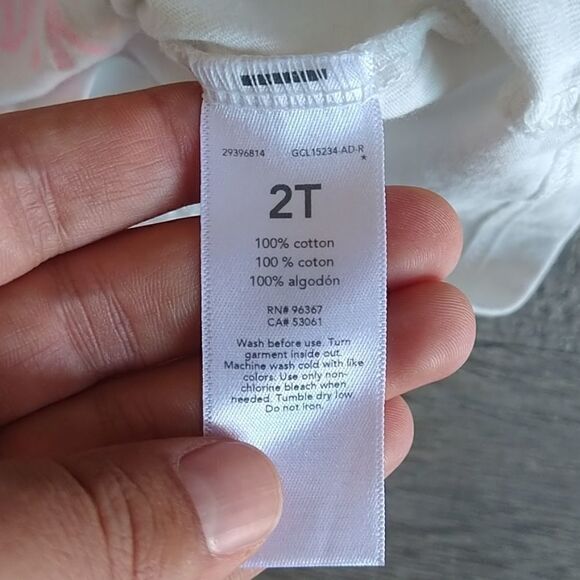 29396814 GCL15234-AD-R
*
2T
100% cotton
100 % coton
100% algodón
RN# 96367
CA# 53061
Wash before use. Turn
garment inside out.
Machine wash cold with like
colors. Use only non-
chlorine bleach when
needed. Tumble dry low.
Do not iron.